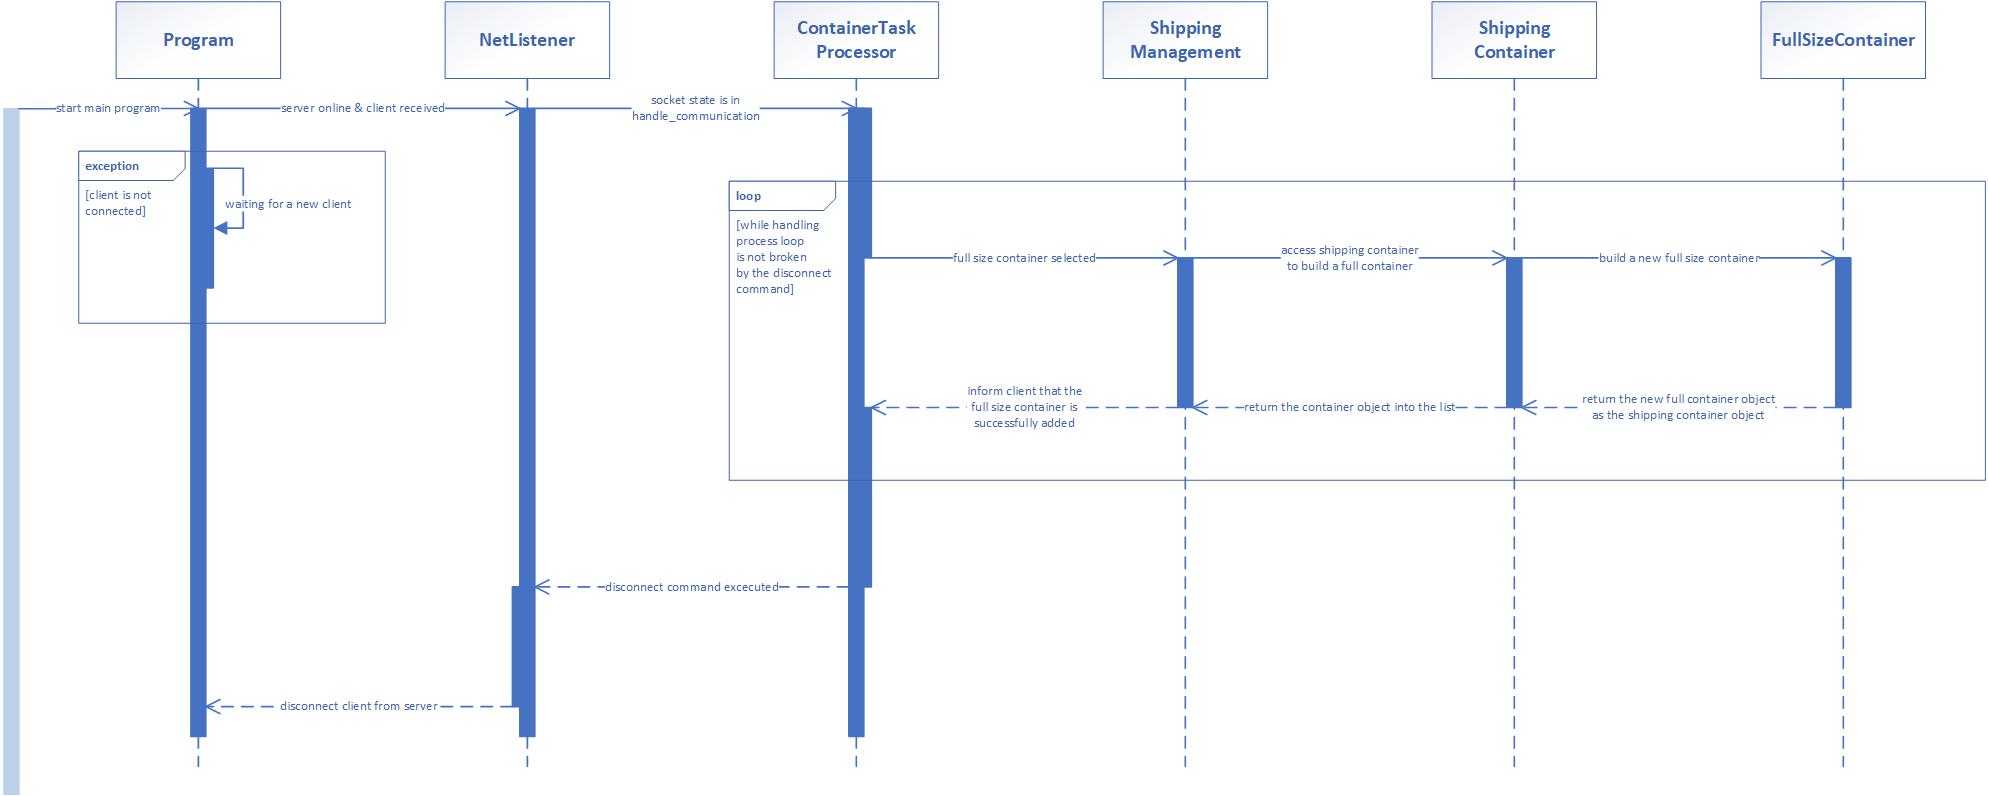 Program
NetListener
ContainerTask
Processor
Shipping
Management
Shipping
Container
FullSizeContainer
start main program
server online & client received
socket state is in
handle_communication
exception
[client is not
connected]
waiting for a new client
loop
[while handling
process loop
is not broken
by the disconnect
command]
full size container selected
access shipping container
to build a full container
build a new full size container
inform client that the
full size container is
successfully added
return the container object into the list
return the new full container object
as the shipping container object
disconnect command excecuted
disconnect client from server